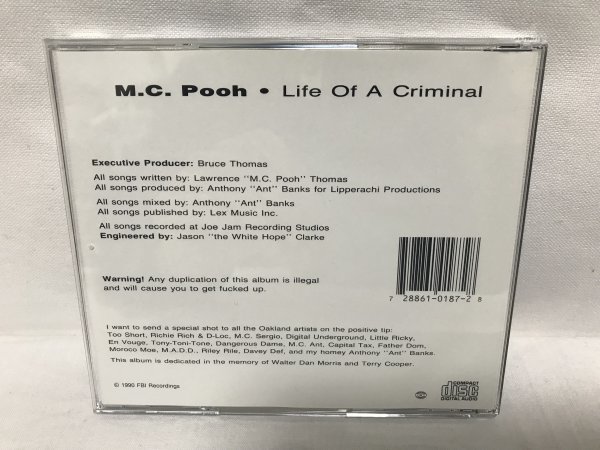 M.C. Pooh • Life Of A Criminal
Executive Producer: Bruce Thomas
All songs written by: Lawrence "M.C. Pooh" Thomas
All songs produced by: Anthony "Ant" Banks for Lipperachi Productions
All songs mixed by: Anthony "Ant" Banks
All songs published by: Lex Music Inc.
All songs recorded at Joe Jam Recording Studios
Engineered by: Jason "the White Hope" Clarke
Warning! Any duplication of this album is illegal
and will cause you to get fucked up.
7 28861-0187-2 8
I want to send a special shot to all the Oakland artists on the positive tip:
Too Short, Richie Rich & D-Loc, M.C. Sergio, Digital Underground, Little Ricky,
En Vouge, Tony-Toni-Tone, Dangerous Dame, M.C. Ant, Capital Tax, Father Dom,
Moroco Moe, M.A.D.D., Riley Rile, Davey Def, and my homey Anthony "Ant" Banks.
This album is dedicated in the memory of Walter Dan Morris and Terry Cooper.
© 1990 FBI Recordings
COMPACT
disc
DIGITAL AUDIO